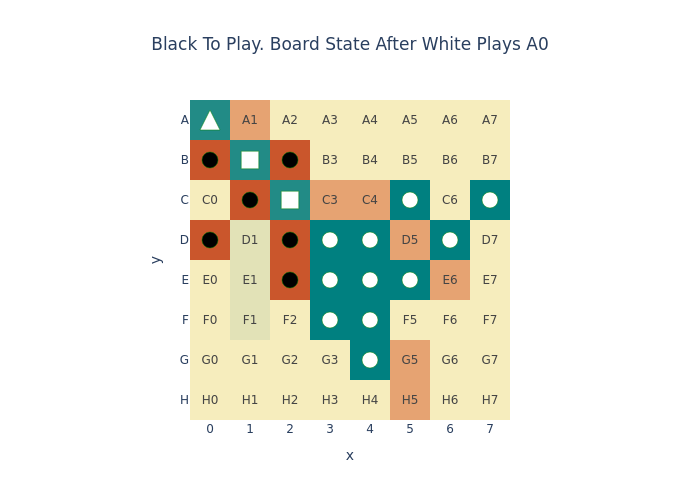 Black To Play. Board State After White Plays A0
A A1 A2 A3 A4 A5 A6 A7
B B3 B4 B5 B6 B7
C C0 C3 C4 C6
D D1 D5 D7
y
E E0 E1 E6 E7
F F0 F1 F2 F5 F6 F7
G G0 G1 G2 G3 G5 G6 G7
H H0 H1 H2 H3 H4 H5 H6 H7
0 1 2 3 4 5 6 7
x